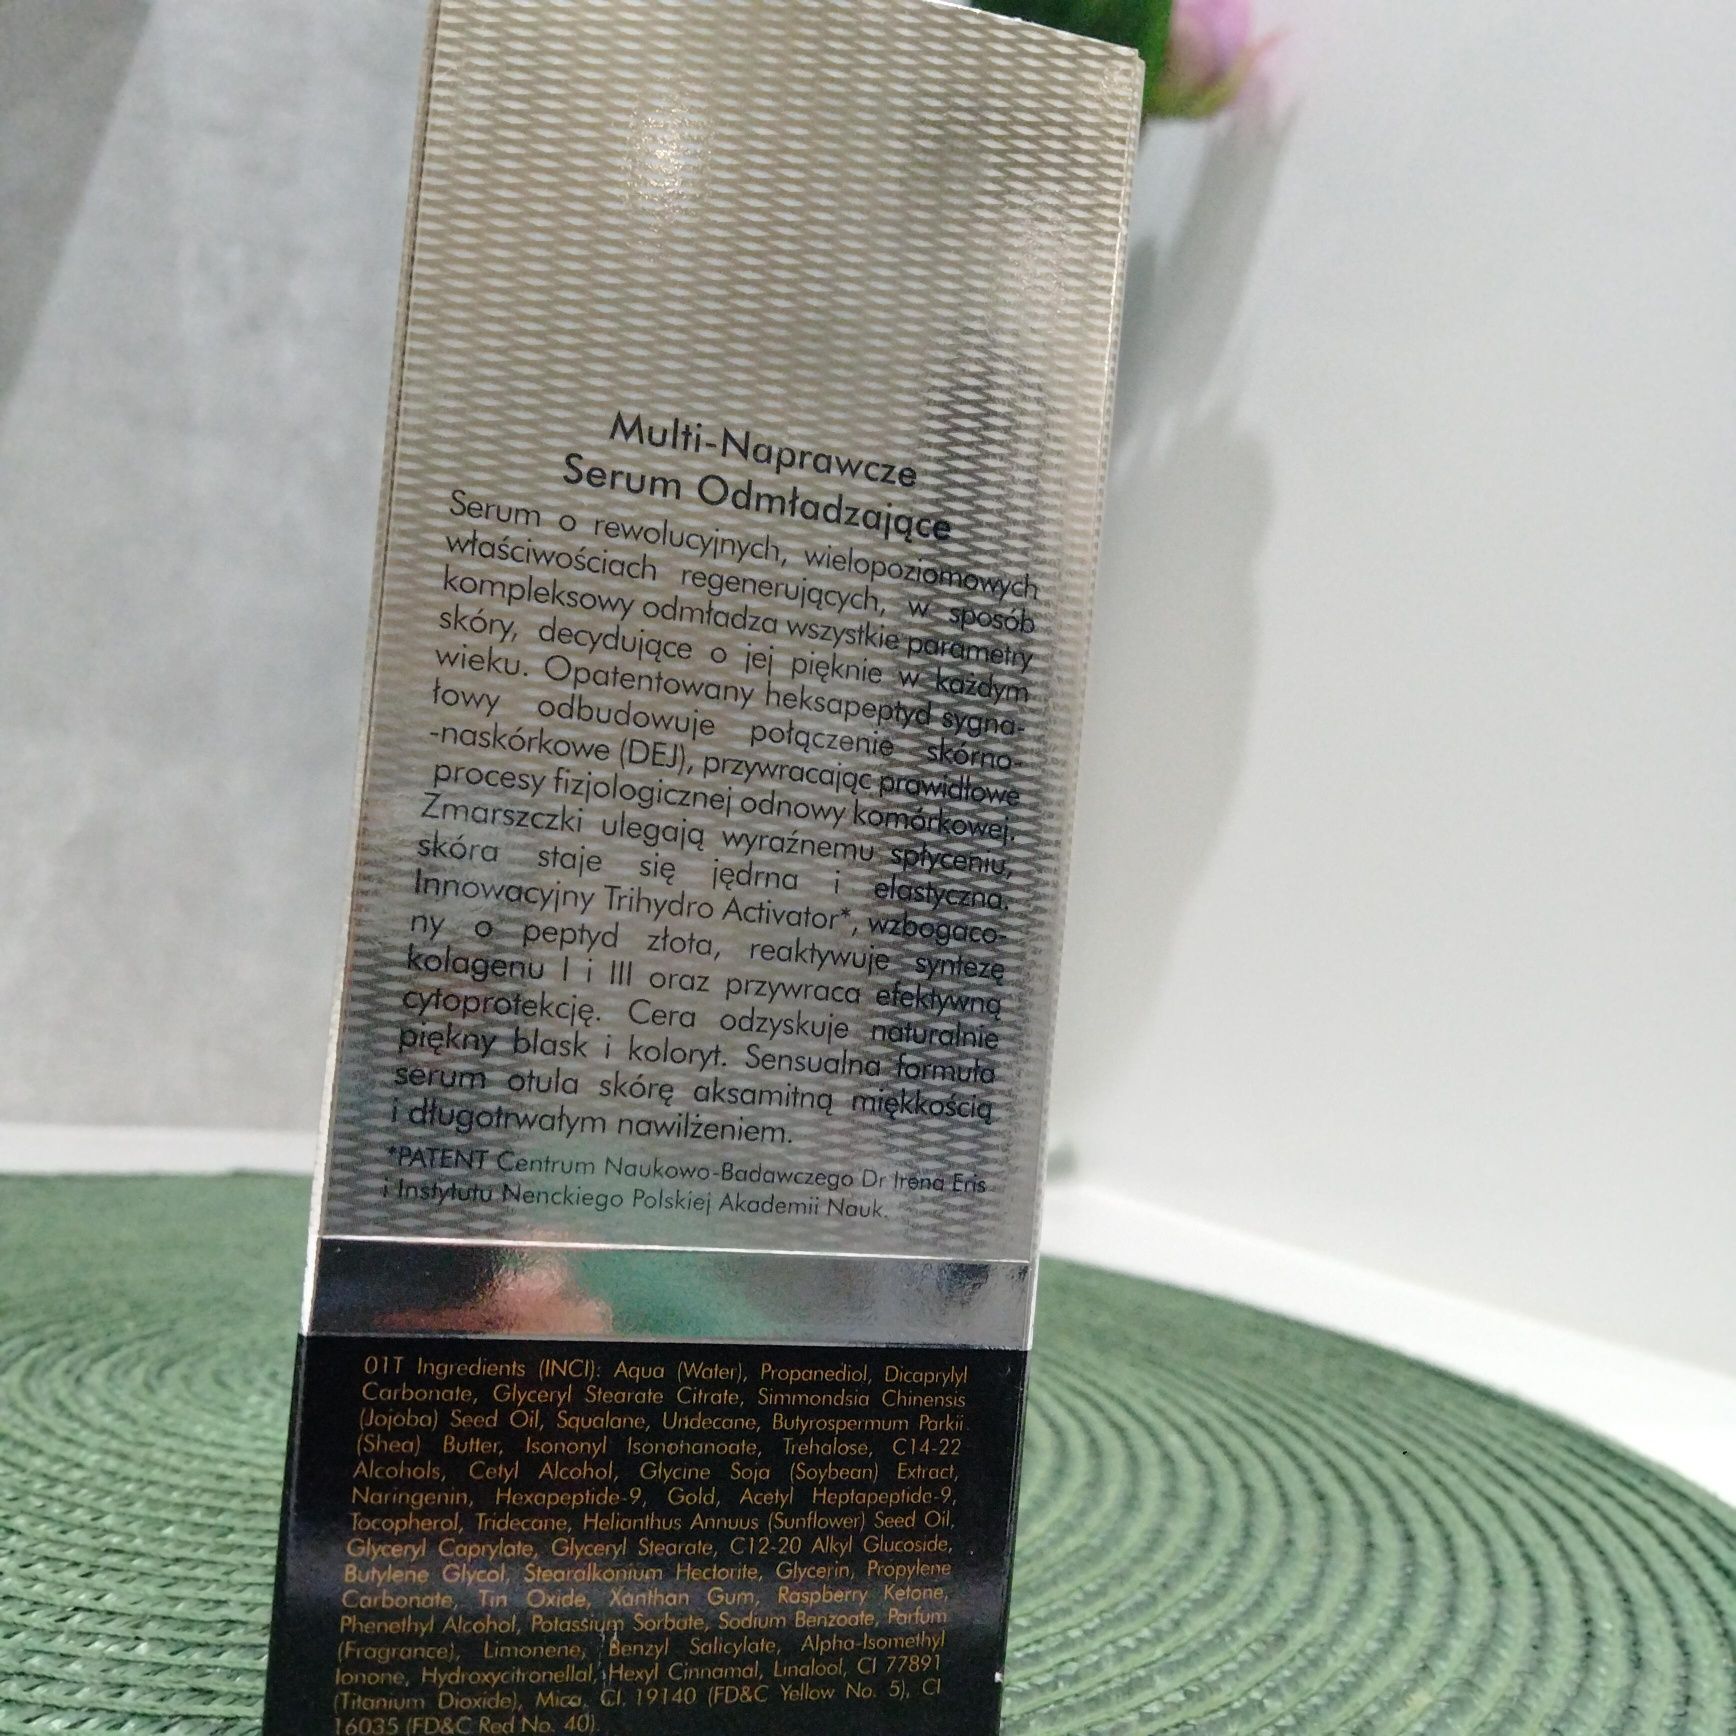 Multi-Naprawcze
Serum Odmładzające
Serum o rewolucyjnych, wielopoziomowych
właściwościach regenerujących, w sposób
kompleksowy odmładza wszystkie parametry
skóry, decydujące o jej pięknie w każdym
wieku. Opatentowany heksapeptyd sygna-
łowy odbudowuje połączenie skórno-
-naskórkowe (DEJ), przywracając prawidłowe
procesy fizjologicznej odnowy komórkowej.
Zmarszczki ulegają wyraźnemu spłyceniu,
skóra staje się jędrna i elastyczna.
Innowacyjny Trihydro Activator*, wzbogaco-
ny o peptyd złota, reaktywuje syntezę
kolagenu I i III oraz przywraca efektywną
cytoprotekcję. Cera odzyskuje naturalnie
piękny blask i koloryt. Sensualna formuła
serum otula skórę aksamitną miękkością
i długotrwałym nawilżeniem.
*PATENT Centrum Naukowo-Badawczego Dr Irena Eris
i Instytutu Nenckiego Polskiej Akademii Nauk.
01T Ingredients (INCI): Aqua (Water), Propanediol, Dicaprylyl
Carbonate, Glyceryl Stearate Citrate, Simmondsia Chinensis
(Jojoba) Seed Oil, Squalane, Undecane, Butyrospermum Parkii
(Shea) Butter, Isononyl Isononanoate, Trehalose, C14-22
Alcohols, Cetyl Alcohol, Glycine Soja (Soybean) Extract,
Naringenin, Hexapeptide-9, Gold, Acetyl Heptapeptide-9,
Tocopherol, Tridecane, Helianthus Annuus (Sunflower) Seed Oil,
Glyceryl Caprylate, Glyceryl Stearate, C12-20 Alkyl Glucoside,
Butylene Glycol, Stearalkonium Hectorite, Glycerin, Propylene
Carbonate, Tin Oxide, Xanthan Gum, Raspberry Ketone,
Phenethyl Alcohol, Potassium Sorbate, Sodium Benzoate, Parfum
(Fragrance), Limonene, Benzyl Salicylate, Alpha-Isomethyl
Ionone, Hydroxycitronellal, Hexyl Cinnamal, Linalool, CI 77891
(Titanium Dioxide), Mica, CI 19140 (FD&C Yellow No. 5), CI
16035 (FD&C Red No. 40).